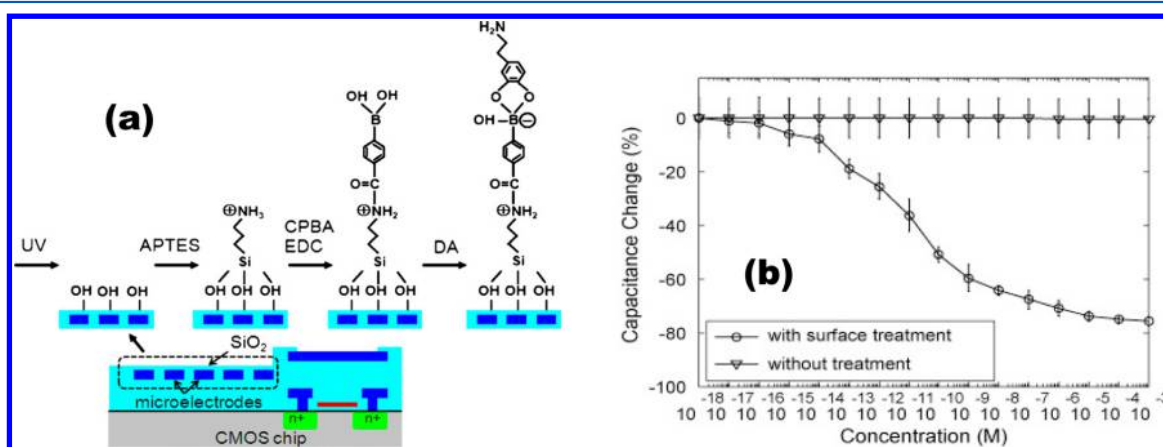 (a)
H₂N
O O
OH B ⊖
OH OH
B
O=C
⊕NH₂
Si
OH OH OH
O=C
⊕NH₂
Si
OH OH OH
⊕NH₃
Si
OH OH OH
UV
APTES
CPBA
EDC
DA
OH OH OH
SiO₂
microelectrodes
n+ n+
CMOS chip
(b)
Capacitance Change (%)
0
-20
-40
-60
-80
-100
with surface treatment
without treatment
-18 -17 -16 -15 -14 -13 -12 -11 -10 -9 -8 -7 -6 -5 -4 -3
10 10 10 10 10 10 10 10 10 10 10 10 10 10 10
Concentration (M)